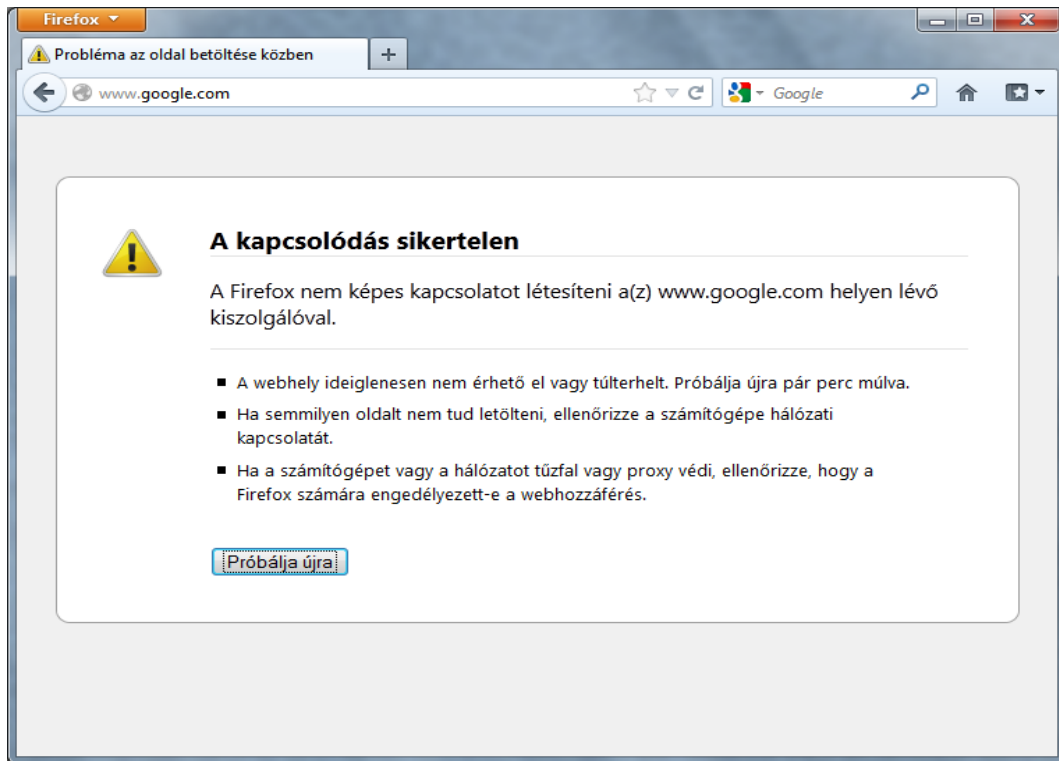 Firefox
Probléma az oldal betöltése közben
www.google.com
Google
A kapcsolódás sikertelen
A Firefox nem képes kapcsolatot létesíteni a(z) www.google.com helyen lévő
kiszolgálóval.
A webhely ideiglenesen nem érhető el vagy túlterhelt. Próbálja újra pár perc múlva.
Ha semmilyen oldalt nem tud letölteni, ellenőrizze a számítógépe hálózati
kapcsolatát.
Ha a számítógépet vagy a hálózatot tűzfal vagy proxy védi, ellenőrizze, hogy a
Firefox számára engedélyezett-e a webhozzáférés.
Próbálja újra